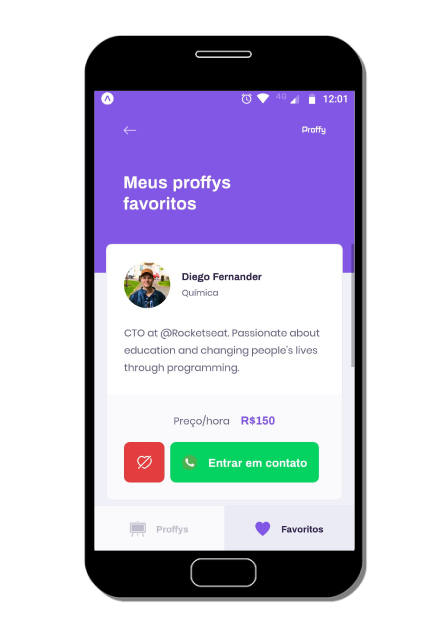 4G 12:01
Proffy
Meus proffys
favoritos
Diego Fernander
Química
CTO at @Rocketseat. Passionate about
education and changing people's lives
through programming.
Preço/hora R$150
Entrar em contato
Proffys Favoritos